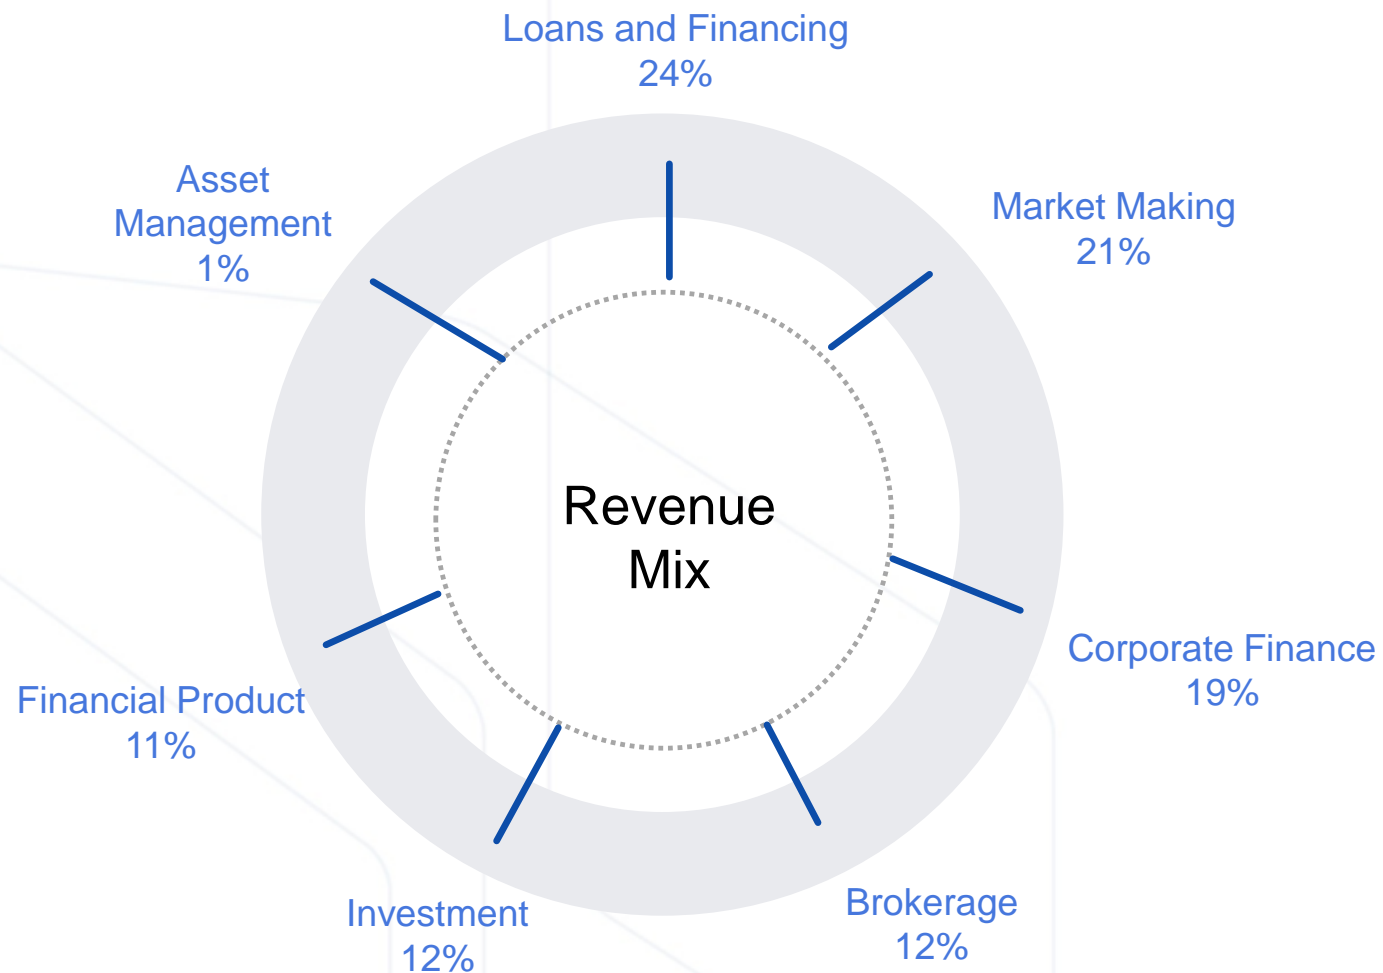 Loans and Financing
24%
Market Making
21%
Corporate Finance
19%
Brokerage
12%
Investment
12%
Financial Product
11%
Asset
Management
1%
Revenue
Mix